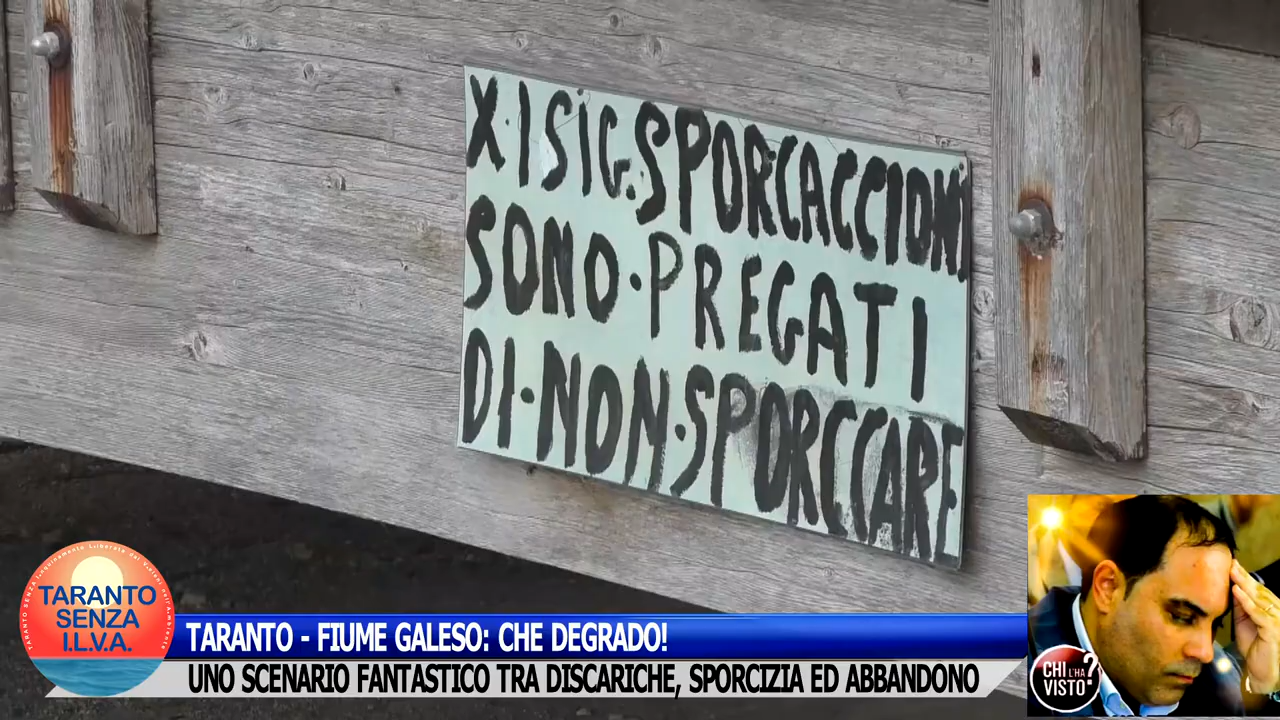 X·I SIG. SPORCACCIONI
SONO·PREGATI
DI·NON·SPORCCARE
TARANTO
SENZA
I.L.V.A.
TARANTO - FIUME GALESO: CHE DEGRADO!
UNO SCENARIO FANTASTICO TRA DISCARICHE, SPORCIZIA ED ABBANDONO
CHI L'HA
VISTO?